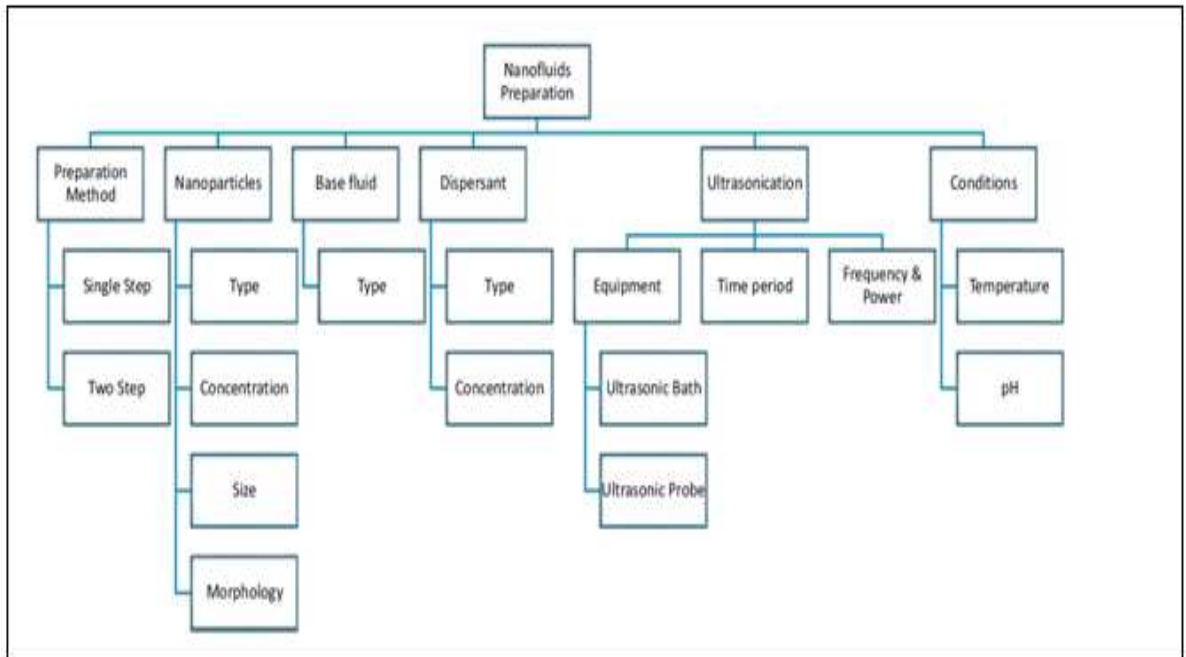 Nanofluids
Preparation
Preparation
Method
Nanoparticles
Base fluid
Dispersant
Ultrasonication
Conditions
Single Step
Type
Type
Type
Equipment
Time period
Frequency &
Power
Temperature
Two Step
Concentration
Concentration
Ultrasonic Bath
pH
Size
Ultrasonic Probe
Morphology